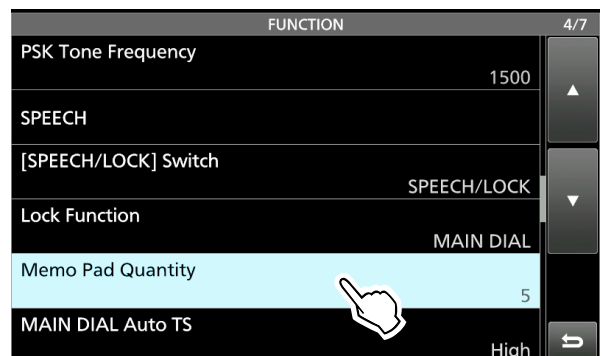 FUNCTION 4/7
PSK Tone Frequency
1500
SPEECH
[SPEECH/LOCK] Switch
SPEECH/LOCK
Lock Function
MAIN DIAL
Memo Pad Quantity
5
MAIN DIAL Auto TS
High